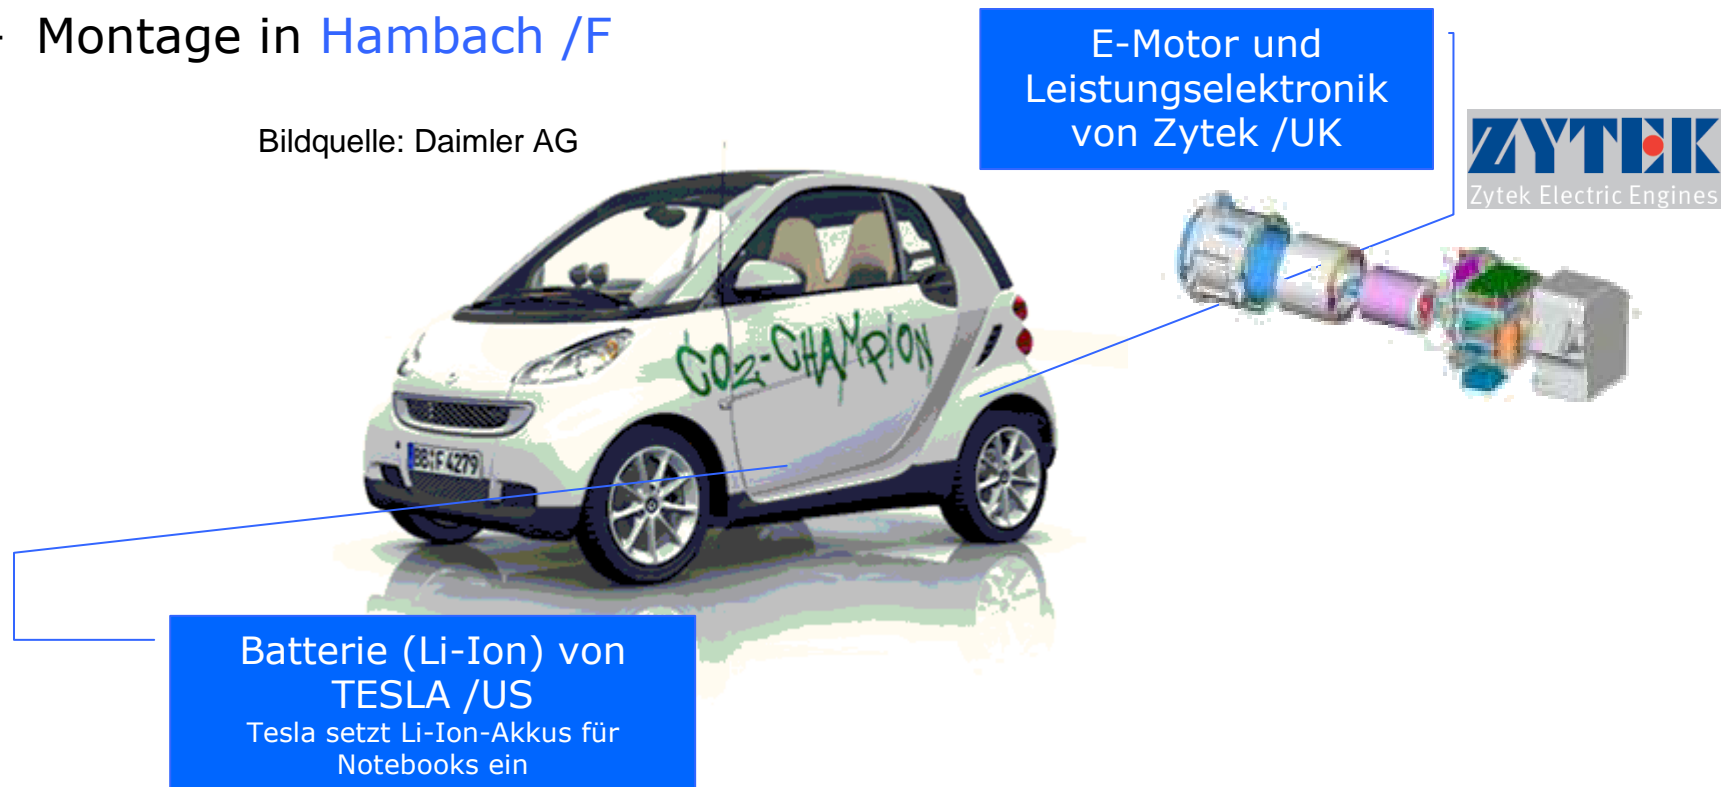 - Montage in Hambach /F
E-Motor und
Leistungselektronik
von Zytek /UK
Bildquelle: Daimler AG
ZYTEK
Zytek Electric Engines
CO2-CHAMPION
BB F 4279
Batterie (Li-Ion) von
TESLA /US
Tesla setzt Li-Ion-Akkus für
Notebooks ein